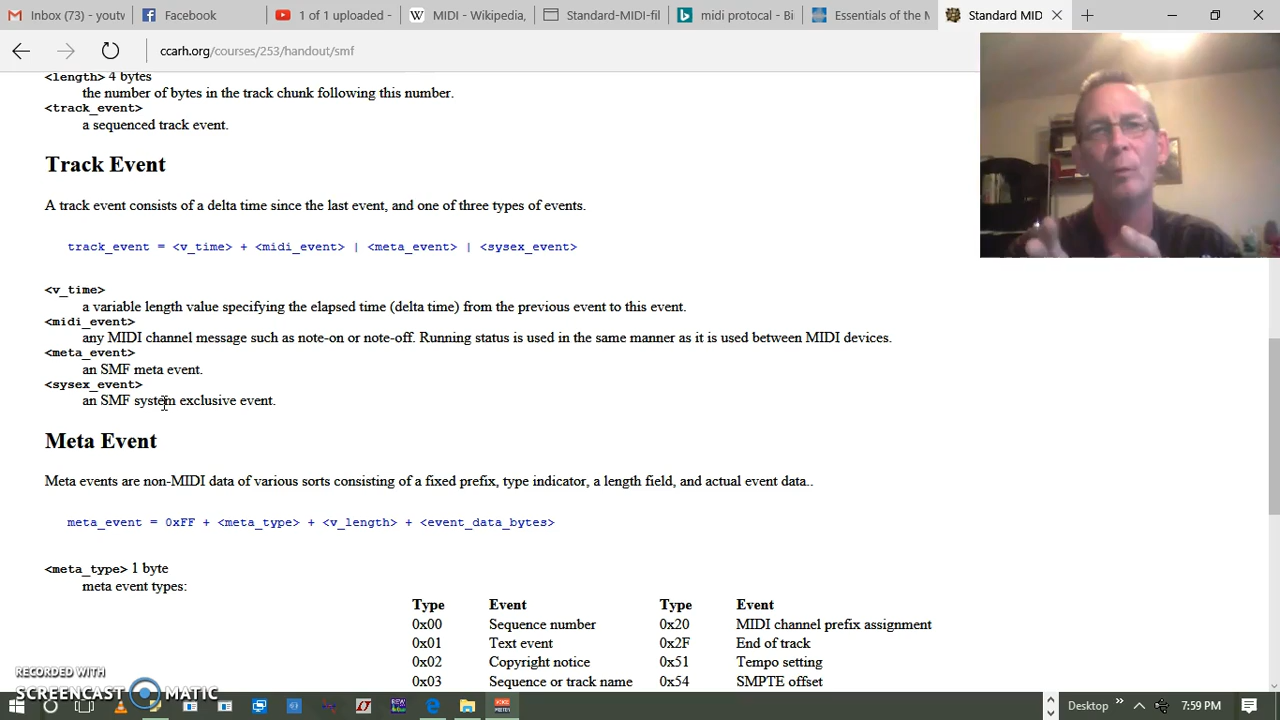 Inbox (73) - youth
Facebook
1 of 1 uploaded -
MIDI - Wikipedia,
Standard-MIDI-fil
midi protocal - Bi
Essentials of the M
Standard MID
ccarh.org/courses/253/handout/smf
<length> 4 bytes
the number of bytes in the track chunk following this number.
<track_event>
a sequenced track event.
Track Event
A track event consists of a delta time since the last event, and one of three types of events.
track_event = <v_time> + <midi_event> | <meta_event> | <sysex_event>
<v_time>
a variable length value specifying the elapsed time (delta time) from the previous event to this event.
<midi_event>
any MIDI channel message such as note-on or note-off. Running status is used in the same manner as it is used between MIDI devices.
<meta_event>
an SMF meta event.
<sysex_event>
an SMF system exclusive event.
Meta Event
Meta events are non-MIDI data of various sorts consisting of a fixed prefix, type indicator, a length field, and actual event data..
meta_event = 0xFF + <meta_type> + <v_length> + <event_data_bytes>
<meta_type> 1 byte
meta event types:
Type Event Type Event
0x00 Sequence number 0x20 MIDI channel prefix assignment
0x01 Text event 0x2F End of track
0x02 Copyright notice 0x51 Tempo setting
0x03 Sequence or track name 0x54 SMPTE offset
RECORDED WITH
SCREENCAST MATIC
Desktop
7:59 PM